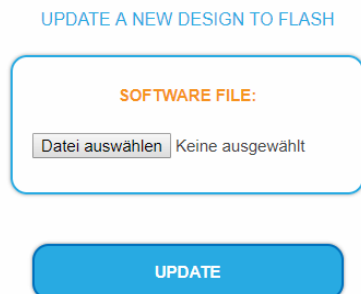 UPDATE A NEW DESIGN TO FLASH
SOFTWARE FILE:
Datei auswählen Keine ausgewählt
UPDATE